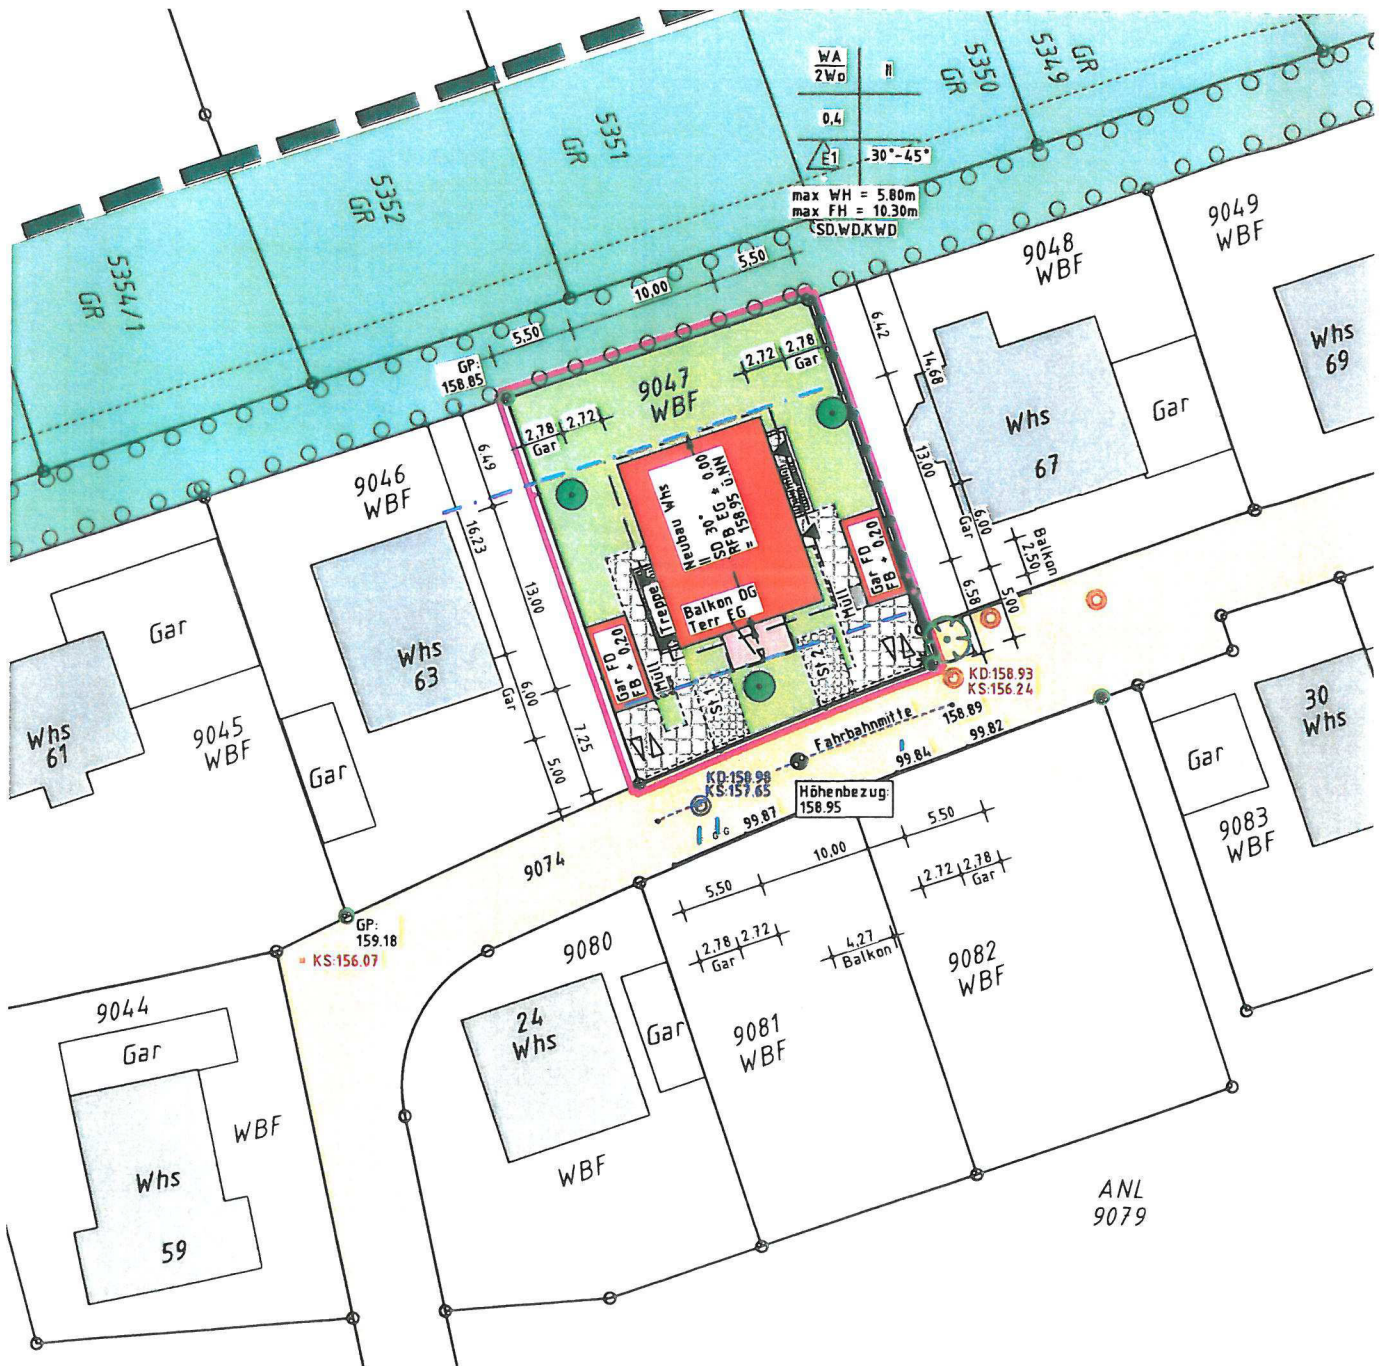 WA
2Wo
II
0,4
E1
30°-45°
max WH = 5.80m
max FH = 10.30m
SD,WD,KWD
5350
GR
5349
GR
5351
GR
5352
GR
5354/1
GR
9049
WBF
9048
WBF
Whs
69
Gar
Whs
67
5,50
10,00
5,50
GP:
158.85
9047
WBF
2,72
2,78
Gar
2,78
2,72
Gar
6.42
14,68
13,00
6,00
Gar
Balkon
2,50
6,58
5,00
9046
WBF
6,49
16,23
13,00
6,00
Gar
7,25
5,00
Neubau Whs
II
SD 30°
RFB EG ± 0.00
= 158.95 ü.NN
Balkon OG
Terr EG
Treppe
Müll
Gar FD
FB + 0.20
St 1
Müll
Gar FD
FB + 0.20
St 2
Whs
63
Gar
Whs
61
9045
WBF
Gar
KD:158.93
KS:156.24
Fahrbahnmitte
158.89
99.82
99.84
KD:158.98
KS:157.65
Höhenbezug:
158.95
99.87
9074
30
Whs
Gar
9083
WBF
5.50
10,00
5,50
2.72
2,78
Gar
2,78
2.72
Gar
4,27
Balkon
GP:
159.18
KS:156.07
9080
9082
WBF
9081
WBF
24
Whs
Gar
WBF
9044
Gar
WBF
Whs
59
ANL
9079